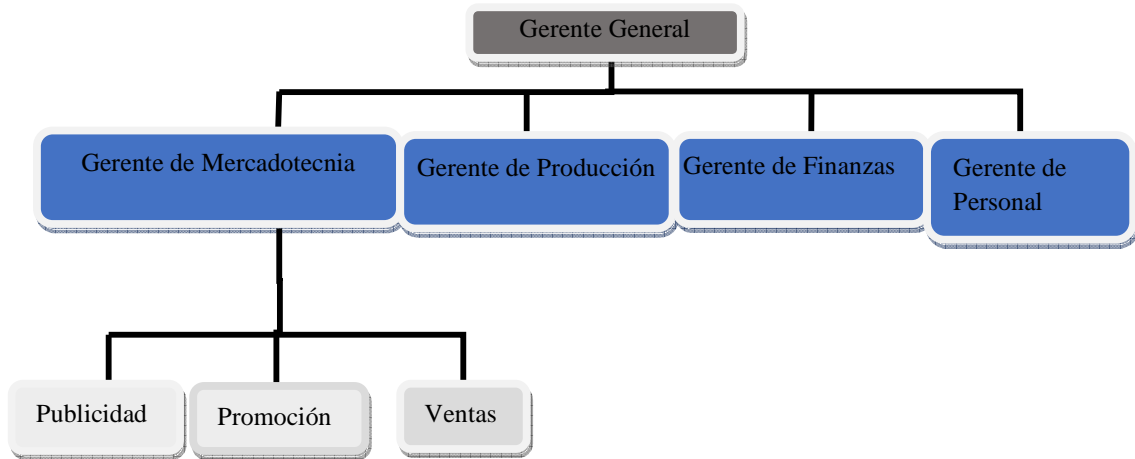 Gerente General
Gerente de Mercadotecnia
Gerente de Producción
Gerente de Finanzas
Gerente de
Personal
Publicidad
Promoción
Ventas